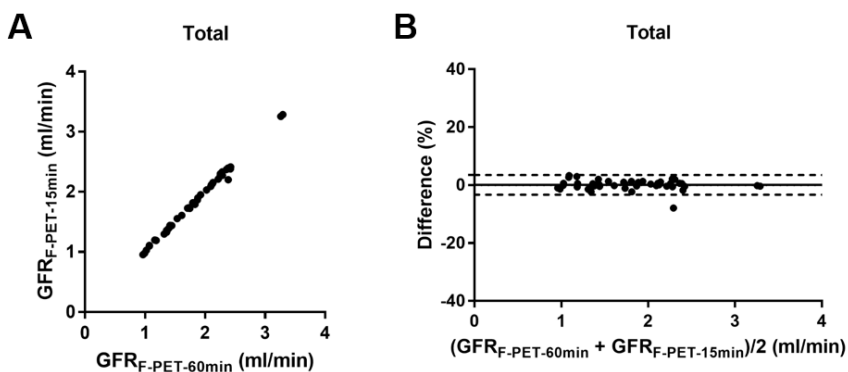 A
Total
GFRF-PET-15min (ml/min)
4
3
2
1
0
0 1 2 3 4
GFRF-PET-60min (ml/min)
B
Total
Difference (%)
40
20
0
-20
-40
0 1 2 3 4
(GFRF-PET-60min + GFRF-PET-15min)/2 (ml/min)